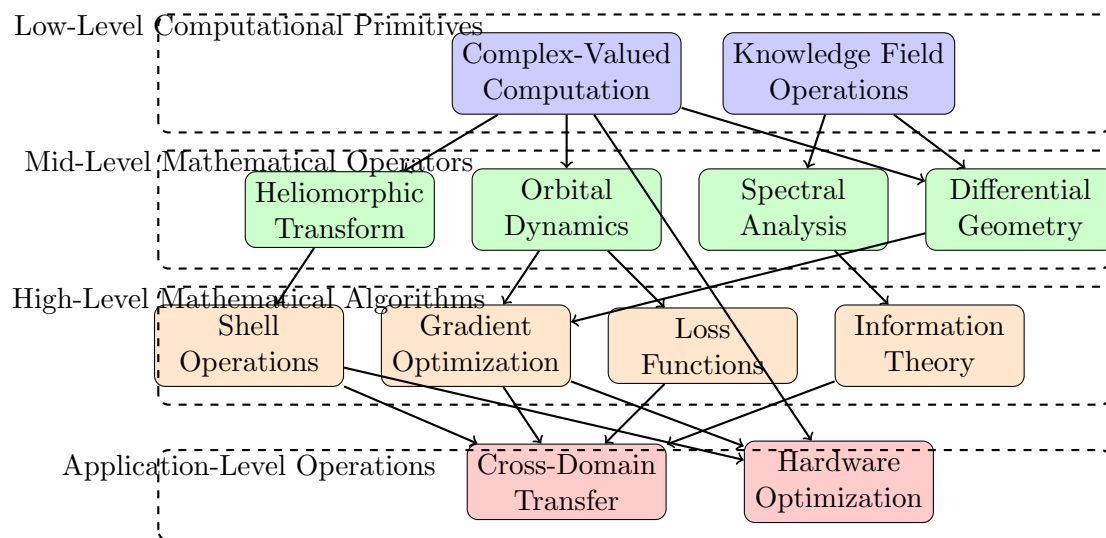 Low-Level Computational Primitives
Complex-Valued
Computation
Knowledge Field
Operations
Mid-Level Mathematical Operators
Heliomorphic
Transform
Orbital
Dynamics
Spectral
Analysis
Differential
Geometry
High-Level Mathematical Algorithms
Shell
Operations
Gradient
Optimization
Loss
Functions
Information
Theory
Application-Level Operations
Cross-Domain
Transfer
Hardware
Optimization